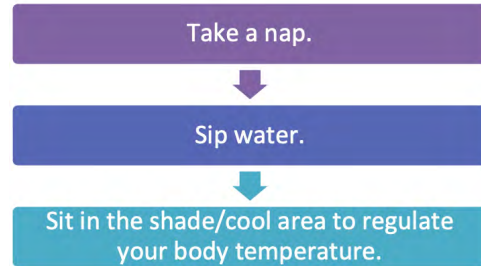 Take a nap.
Sip water.
Sit in the shade/cool area to regulate
your body temperature.